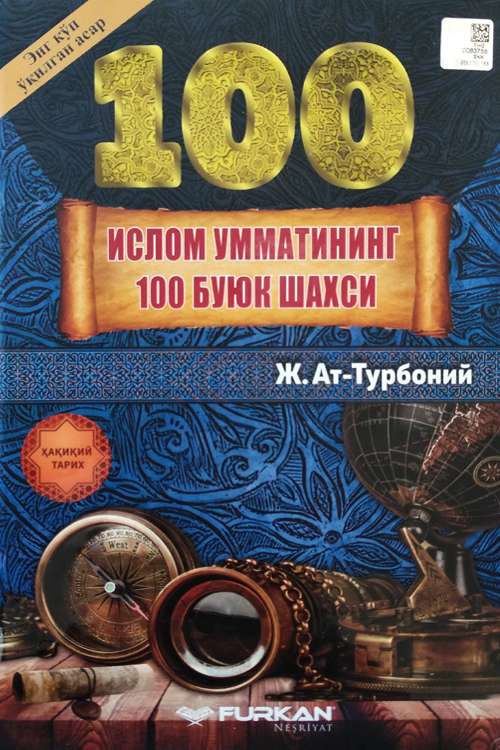 Энг кўп
ўқилган асар
100
ИСЛОМ УММАТИНИНГ
100 БУЮК ШАХСИ
Ж. Ат-Турбоний
ҲАҚИҚИЙ
ТАРИХ
West
FURKAN
NEŞRİYAT